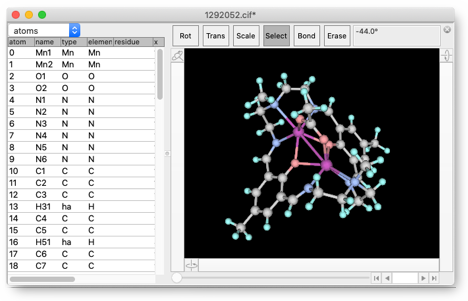 1292052.cif*
atoms
Rot Trans Scale Select Bond Erase -44.0°
atom name type elemen residue x
0 Mn1 Mn Mn
1 Mn2 Mn Mn
2 O1 O O
3 O2 O O
4 N1 N N
5 N2 N N
6 N3 N N
7 N4 N N
8 N5 N N
9 N6 N N
10 C1 C C
11 C2 C C
12 C3 C C
13 H31 ha H
14 C4 C C
15 C5 C C
16 H51 ha H
17 C6 C C
18 C7 C C